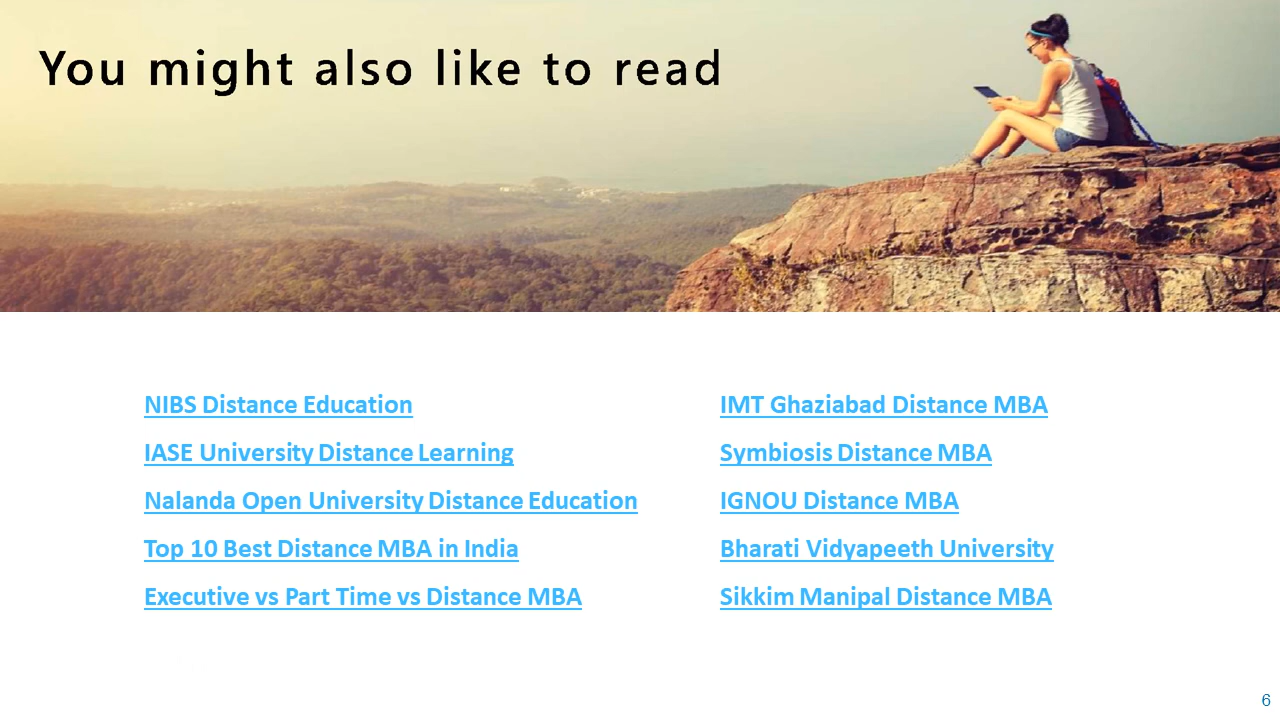 You might also like to read
NIBS Distance Education
IASE University Distance Learning
Nalanda Open University Distance Education
Top 10 Best Distance MBA in India
Executive vs Part Time vs Distance MBA
IMT Ghaziabad Distance MBA
Symbiosis Distance MBA
IGNOU Distance MBA
Bharati Vidyapeeth University
Sikkim Manipal Distance MBA
6